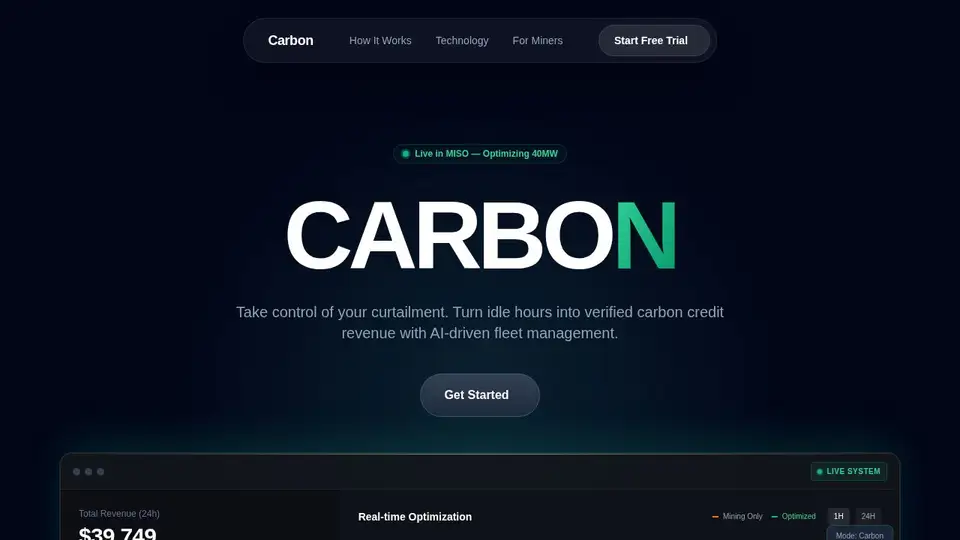 Carbon
How It Works
Technology
For Miners
Start Free Trial
Live in MISO — Optimizing 40MW
CARBON
Take control of your curtailment. Turn idle hours into verified carbon credit
revenue with AI-driven fleet management.
Get Started
LIVE SYSTEM
Total Revenue (24h)
$39,749
Real-time Optimization
Mining Only
Optimized
1H
24H
Mode: Carbon